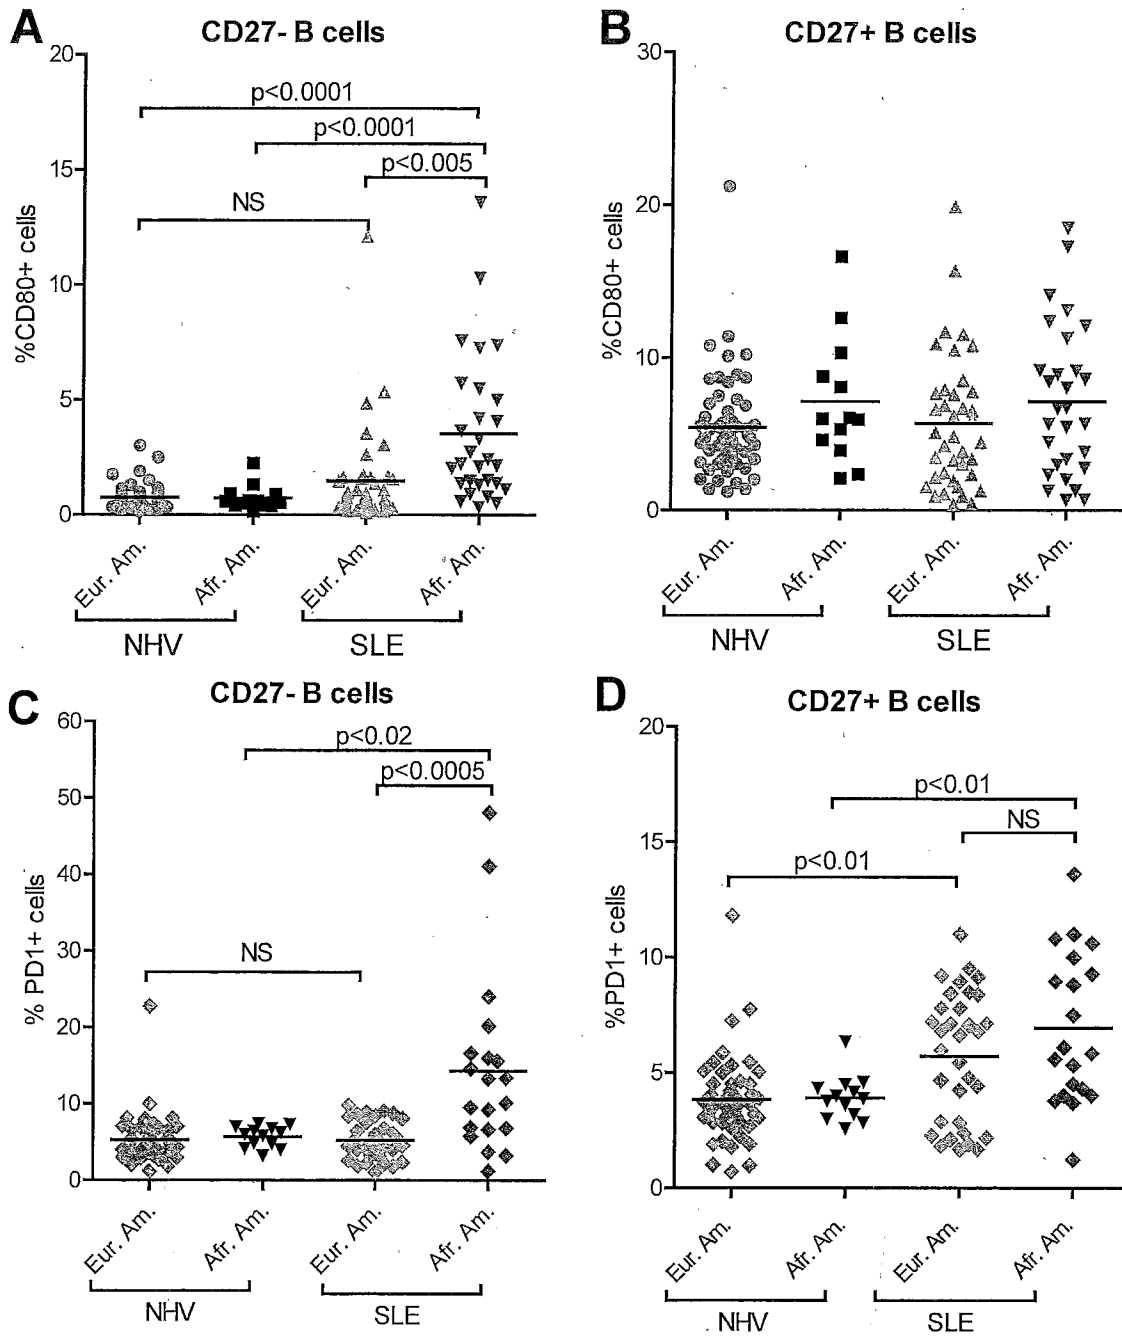 A
CD27- B cells
20
15
10
5
0
%CD80+ cells
p<0.0001
p<0.0001
p<0.005
NS
Eur. Am.
Afr. Am.
Eur. Am.
Afr. Am.
NHV
SLE
B
CD27+ B cells
30
20
10
0
%CD80+ cells
Eur. Am.
Afr. Am.
Eur. Am.
Afr. Am.
NHV
SLE
C
CD27- B cells
60
50
40
30
20
10
0
% PD1+ cells
p<0.02
p<0.0005
NS
Eur. Am.
Afr. Am.
Eur. Am.
Afr. Am.
NHV
SLE
D
CD27+ B cells
20
15
10
5
0
%PD1+ cells
p<0.01
NS
p<0.01
Eur. Am.
Afr. Am.
Eur. Am.
Afr. Am.
NHV
SLE